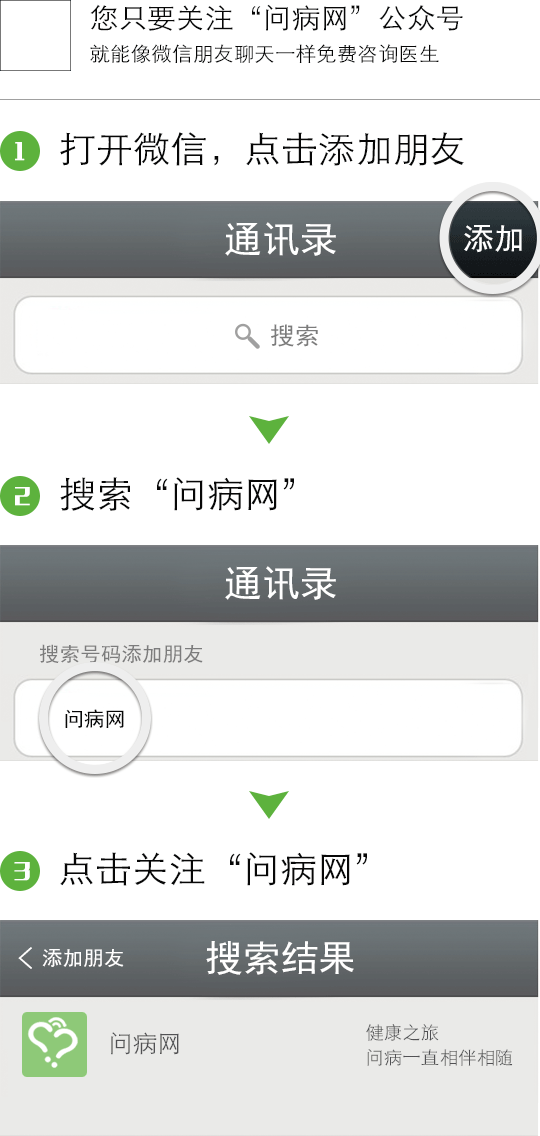 您只要关注“问病网”公众号
就能像微信朋友聊天一样免费咨询医生
1 打开微信，点击添加朋友
通讯录 添加
搜索
2 搜索“问病网”
通讯录
搜索号码添加朋友
问病网
3 点击关注“问病网”
添加朋友 搜索结果
问病网
健康之旅
问病一直相伴相随